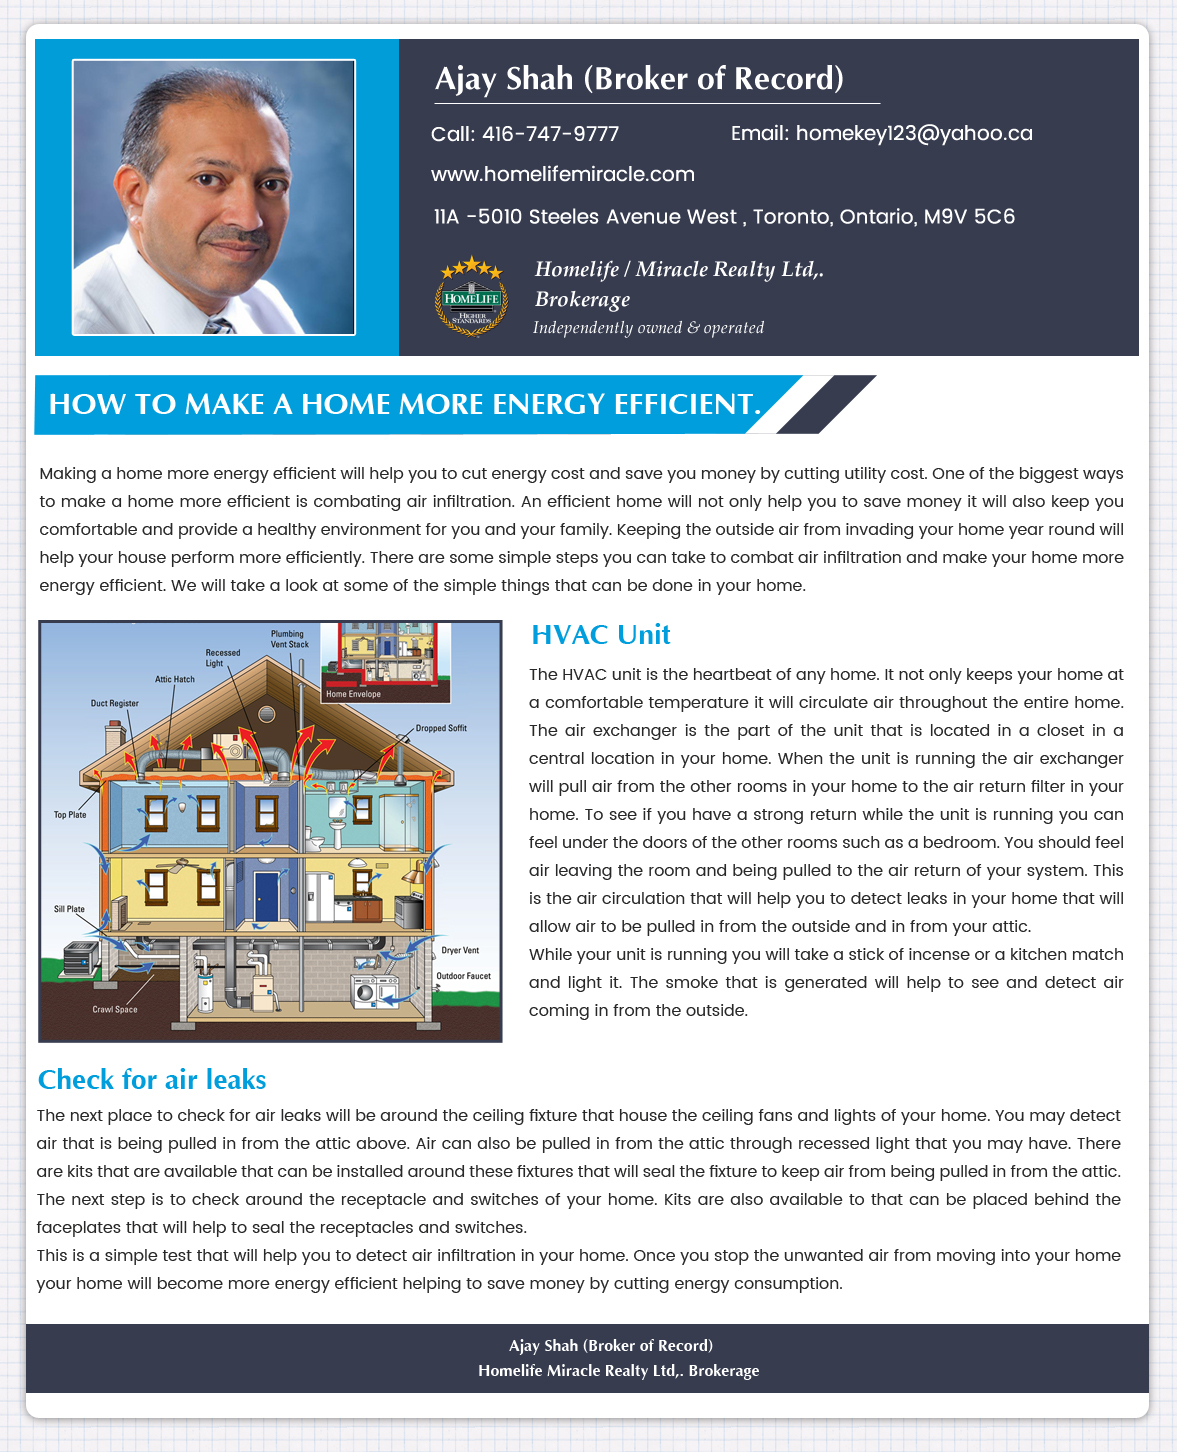 Ajay Shah (Broker of Record)
Call: 416-747-9777
Email: homekey123@yahoo.ca
www.homelifemiracle.com
11A -5010 Steeles Avenue West , Toronto, Ontario, M9V 5C6
HOMELIFE
HIGHER
STANDARDS
Homelife / Miracle Realty Ltd,.
Brokerage
Independently owned & operated
HOW TO MAKE A HOME MORE ENERGY EFFICIENT.
Making a home more energy efficient will help you to cut energy cost and save you money by cutting utility cost. One of the biggest ways
to make a home more efficient is combating air infiltration. An efficient home will not only help you to save money it will also keep you
comfortable and provide a healthy environment for you and your family. Keeping the outside air from invading your home year round will
help your house perform more efficiently. There are some simple steps you can take to combat air infiltration and make your home more
energy efficient. We will take a look at some of the simple things that can be done in your home.
Plumbing
Vent Stack
Recessed
Light
Attic Hatch
Duct Register
Home Envelope
Dropped Soffit
Top Plate
Sill Plate
Dryer Vent
Outdoor Faucet
Crawl Space
HVAC Unit
The HVAC unit is the heartbeat of any home. It not only keeps your home at
a comfortable temperature it will circulate air throughout the entire home.
The air exchanger is the part of the unit that is located in a closet in a
central location in your home. When the unit is running the air exchanger
will pull air from the other rooms in your home to the air return filter in your
home. To see if you have a strong return while the unit is running you can
feel under the doors of the other rooms such as a bedroom. You should feel
air leaving the room and being pulled to the air return of your system. This
is the air circulation that will help you to detect leaks in your home that will
allow air to be pulled in from the outside and in from your attic.
While your unit is running you will take a stick of incense or a kitchen match
and light it. The smoke that is generated will help to see and detect air
coming in from the outside.
Check for air leaks
The next place to check for air leaks will be around the ceiling fixture that house the ceiling fans and lights of your home. You may detect
air that is being pulled in from the attic above. Air can also be pulled in from the attic through recessed light that you may have. There
are kits that are available that can be installed around these fixtures that will seal the fixture to keep air from being pulled in from the attic.
The next step is to check around the receptacle and switches of your home. Kits are also available to that can be placed behind the
faceplates that will help to seal the receptacles and switches.
This is a simple test that will help you to detect air infiltration in your home. Once you stop the unwanted air from moving into your home
your home will become more energy efficient helping to save money by cutting energy consumption.
Ajay Shah (Broker of Record)
Homelife Miracle Realty Ltd,. Brokerage